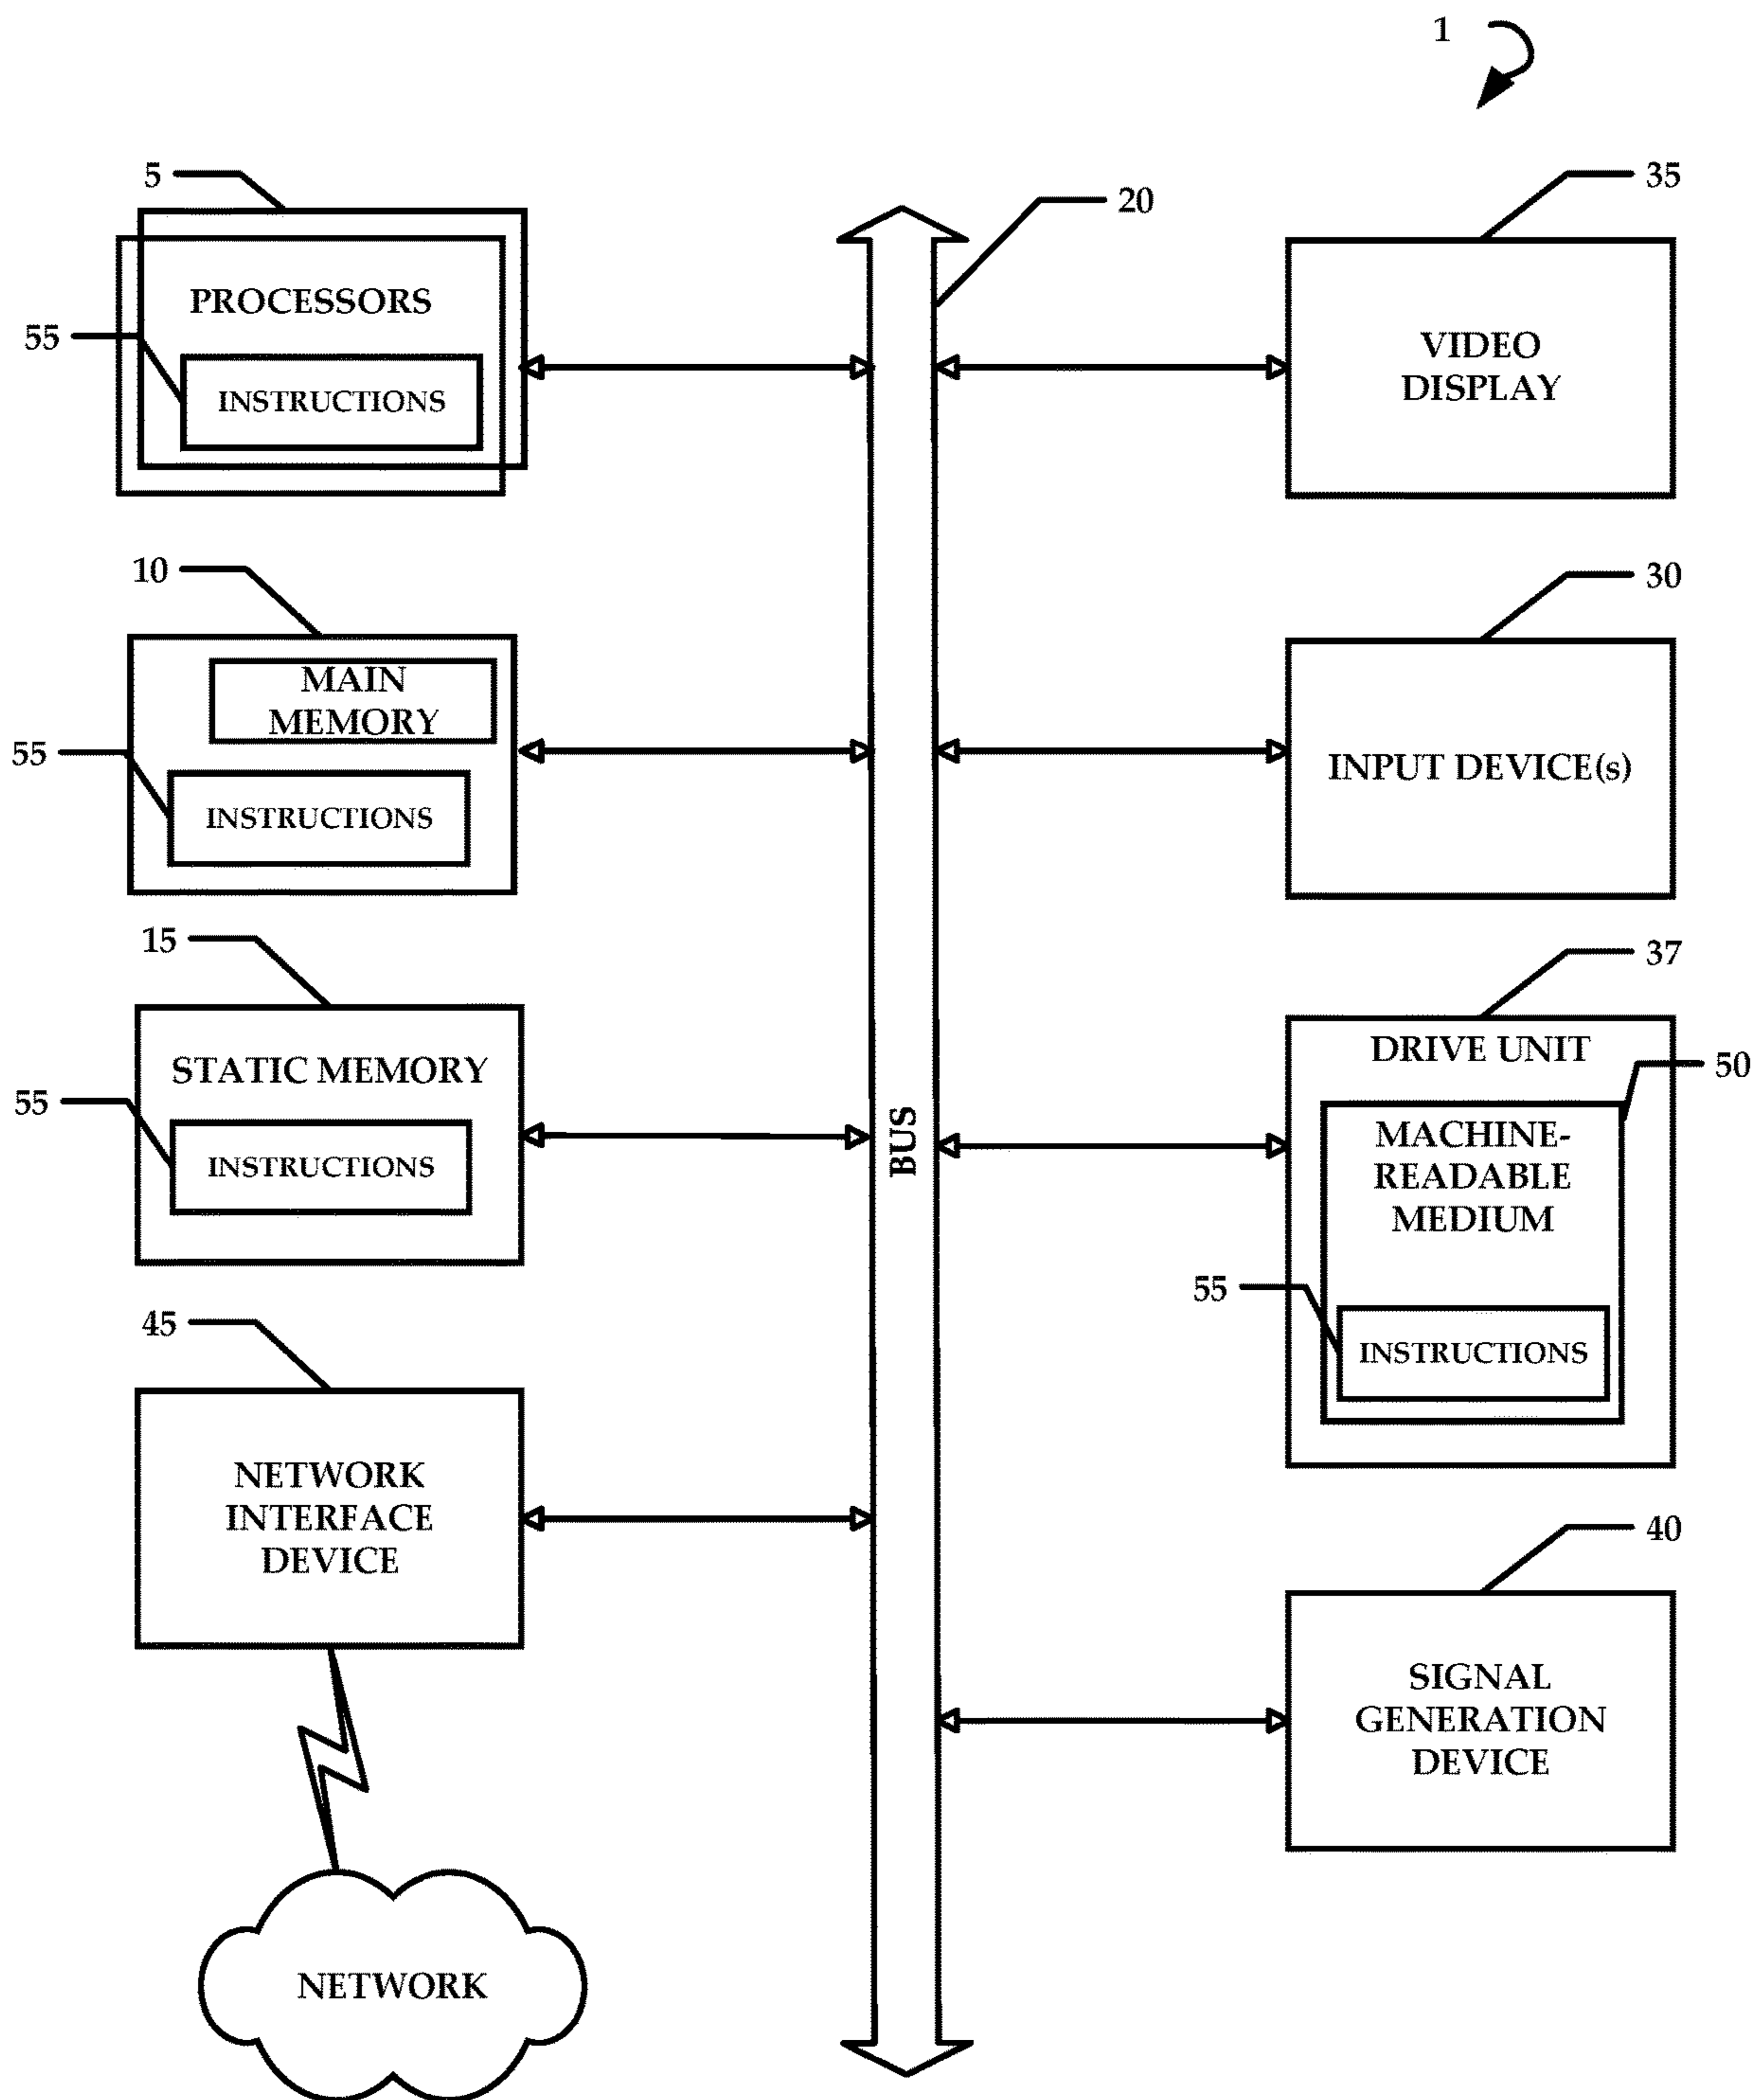 1
5
PROCESSORS
55
INSTRUCTIONS
10
MAIN
MEMORY
55
INSTRUCTIONS
15
STATIC MEMORY
55
INSTRUCTIONS
45
NETWORK
INTERFACE
DEVICE
NETWORK
20
BUS
35
VIDEO
DISPLAY
30
INPUT DEVICE(s)
37
DRIVE UNIT
50
MACHINE-
READABLE
MEDIUM
55
INSTRUCTIONS
40
SIGNAL
GENERATION
DEVICE